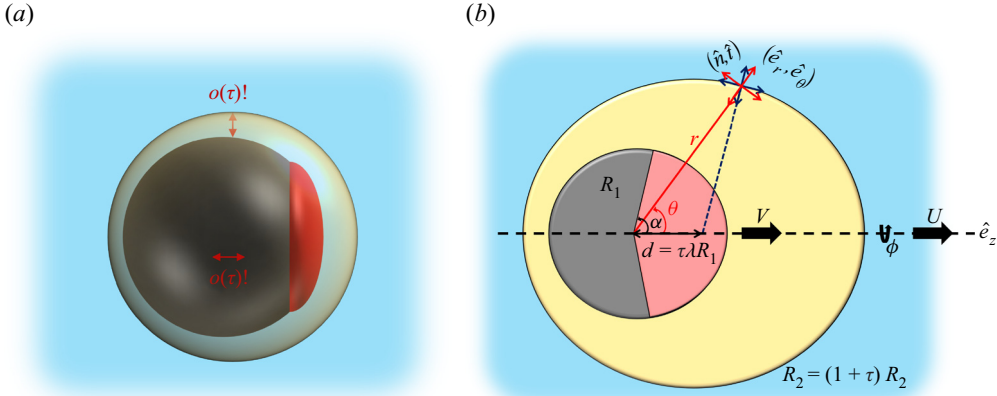 (a)
o(τ)!
o(τ)!
(b)
(n̂,t̂)
(ê_r, ê_θ)
r
R_1
θ
α
V
U
ê_z
ϕ
d = τλR_1
R_2 = (1 + τ) R_2